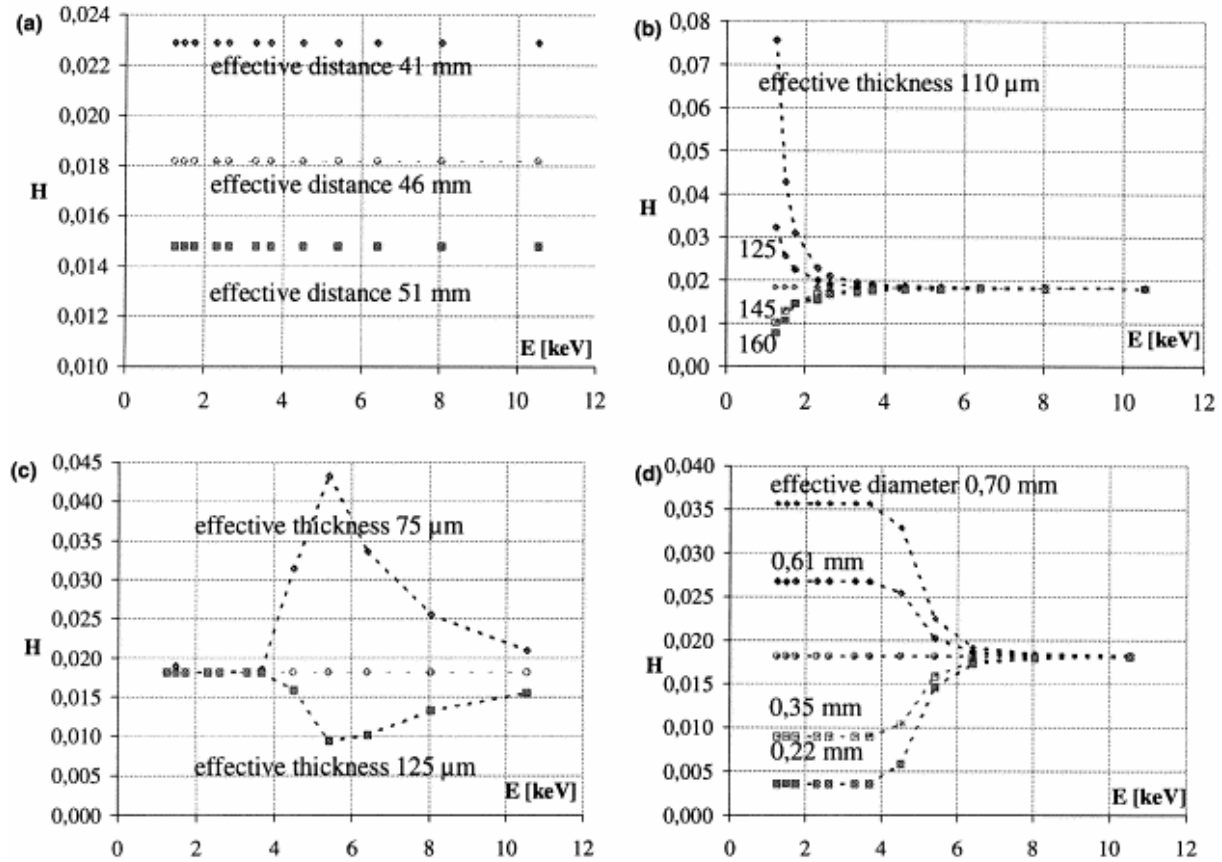 (a)
0,024
0,022
0,020
0,018
0,016
0,014
0,012
0,010
H
effective distance 41 mm
effective distance 46 mm
effective distance 51 mm
E [keV]
0 2 4 6 8 10 12
(b)
0,08
0,07
0,06
0,05
0,04
0,03
0,02
0,01
0,00
H
effective thickness 110 µm
125
145
160
E [keV]
0 2 4 6 8 10 12
(c)
0,045
0,040
0,035
0,030
0,025
0,020
0,015
0,010
0,005
0,000
H
effective thickness 75 µm
effective thickness 125 µm
E [keV]
0 2 4 6 8 10 12
(d)
0,040
0,035
0,030
0,025
0,020
0,015
0,010
0,005
0,000
H
effective diameter 0,70 mm
0,61 mm
0,35 mm
0,22 mm
E [keV]
0 2 4 6 8 10 12